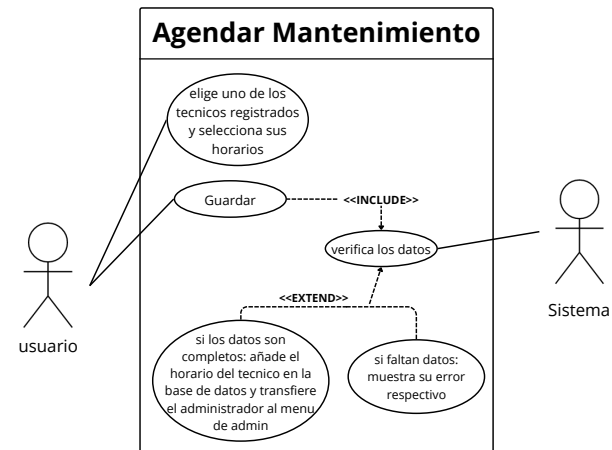 Agendar Mantenimiento
elige uno de los
tecnicos registrados
y selecciona sus
horarios
Guardar
<<INCLUDE>>
verifica los datos
Sistema
usuario
<<EXTEND>>
si los datos son
completos: añade el
horario del tecnico en la
base de datos y transfiere
el administrador al menu
de admin
si faltan datos:
muestra su error
respectivo